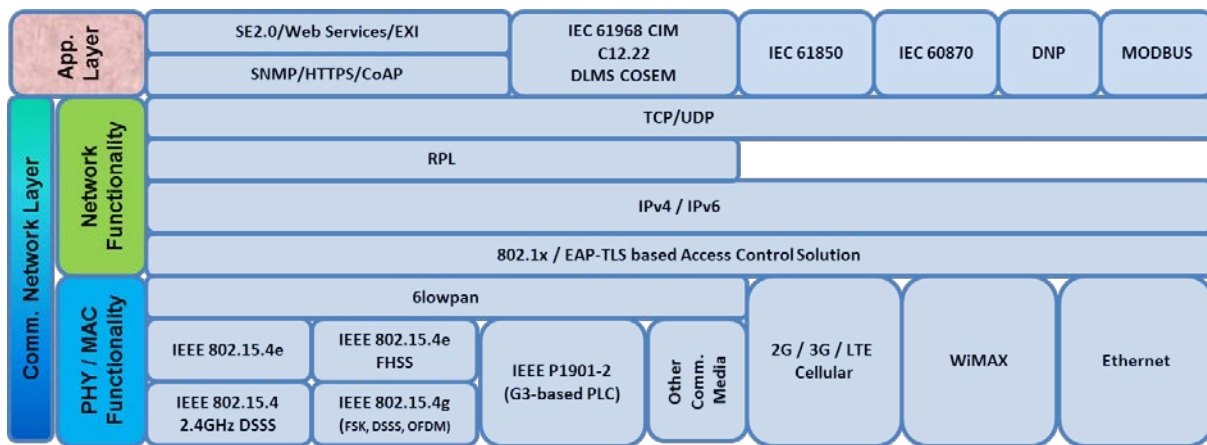 App.
Layer
SE2.0/Web Services/EXI
SNMP/HTTPS/CoAP
IEC 61968 CIM
C12.22
DLMS COSEM
IEC 61850
IEC 60870
DNP
MODBUS
Comm. Network Layer
Network
Functionality
TCP/UDP
RPL
IPv4 / IPv6
802.1x / EAP-TLS based Access Control Solution
PHY / MAC
Functionality
6lowpan
IEEE 802.15.4e
IEEE 802.15.4e
FHSS
IEEE 802.15.4
2.4GHz DSSS
IEEE 802.15.4g
(FSK, DSSS, OFDM)
IEEE P1901-2
(G3-based PLC)
Other
Comm.
Media
2G / 3G / LTE
Cellular
WiMAX
Ethernet